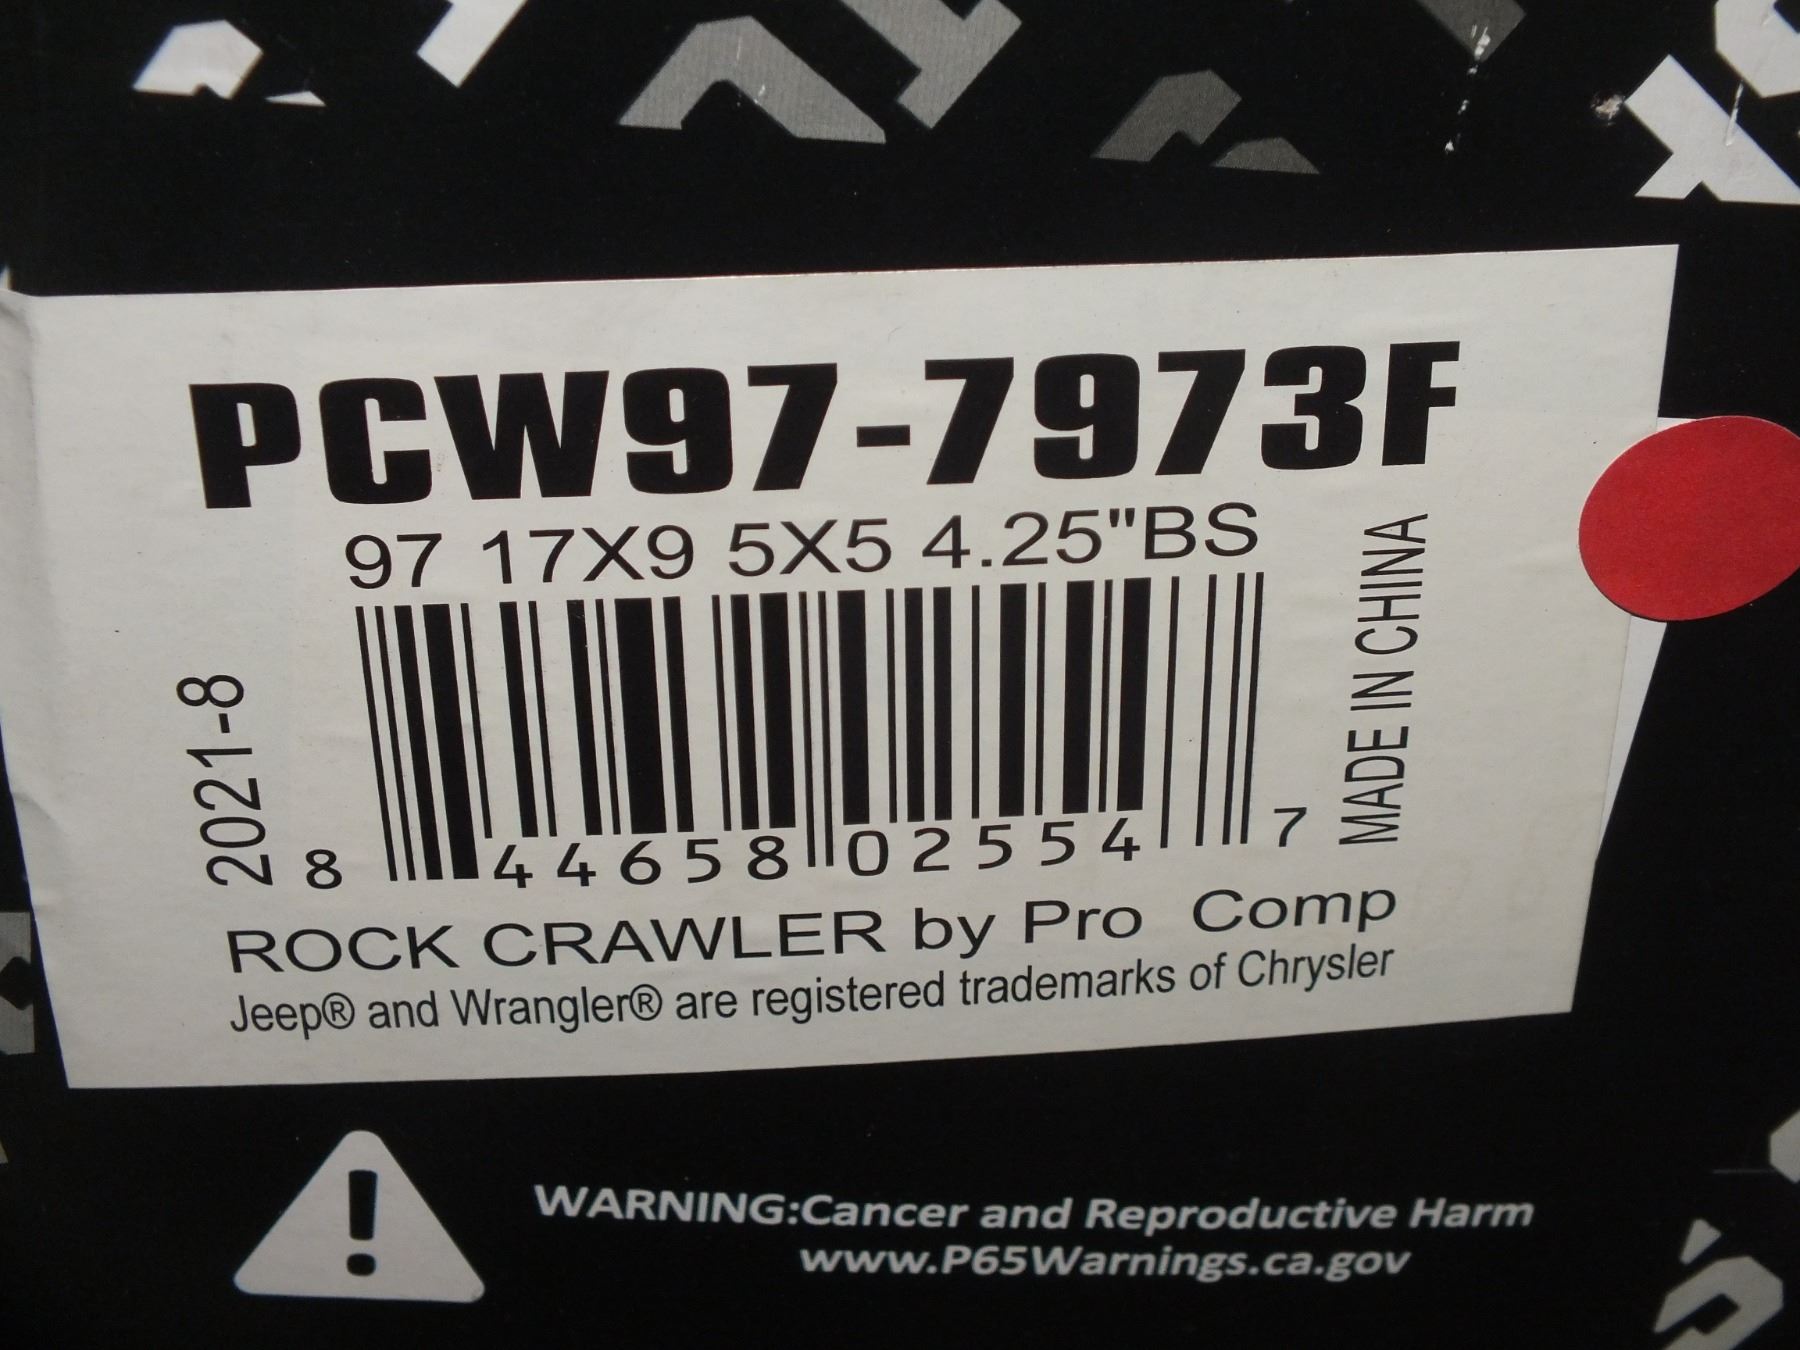 PCW97-7973F
97 17X9 5X5 4.25"BS
2021-8
MADE IN CHINA
8 44658 02554 7
ROCK CRAWLER by Pro Comp
Jeep® and Wrangler® are registered trademarks of Chrysler
WARNING:Cancer and Reproductive Harm
www.P65Warnings.ca.gov